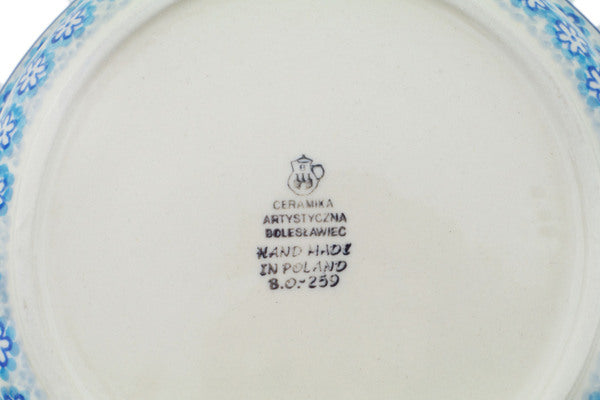 CERAMIKA
ARTYSTYCZNA
BOLESŁAWIEC
HAND MADE
IN POLAND
B.O.-259